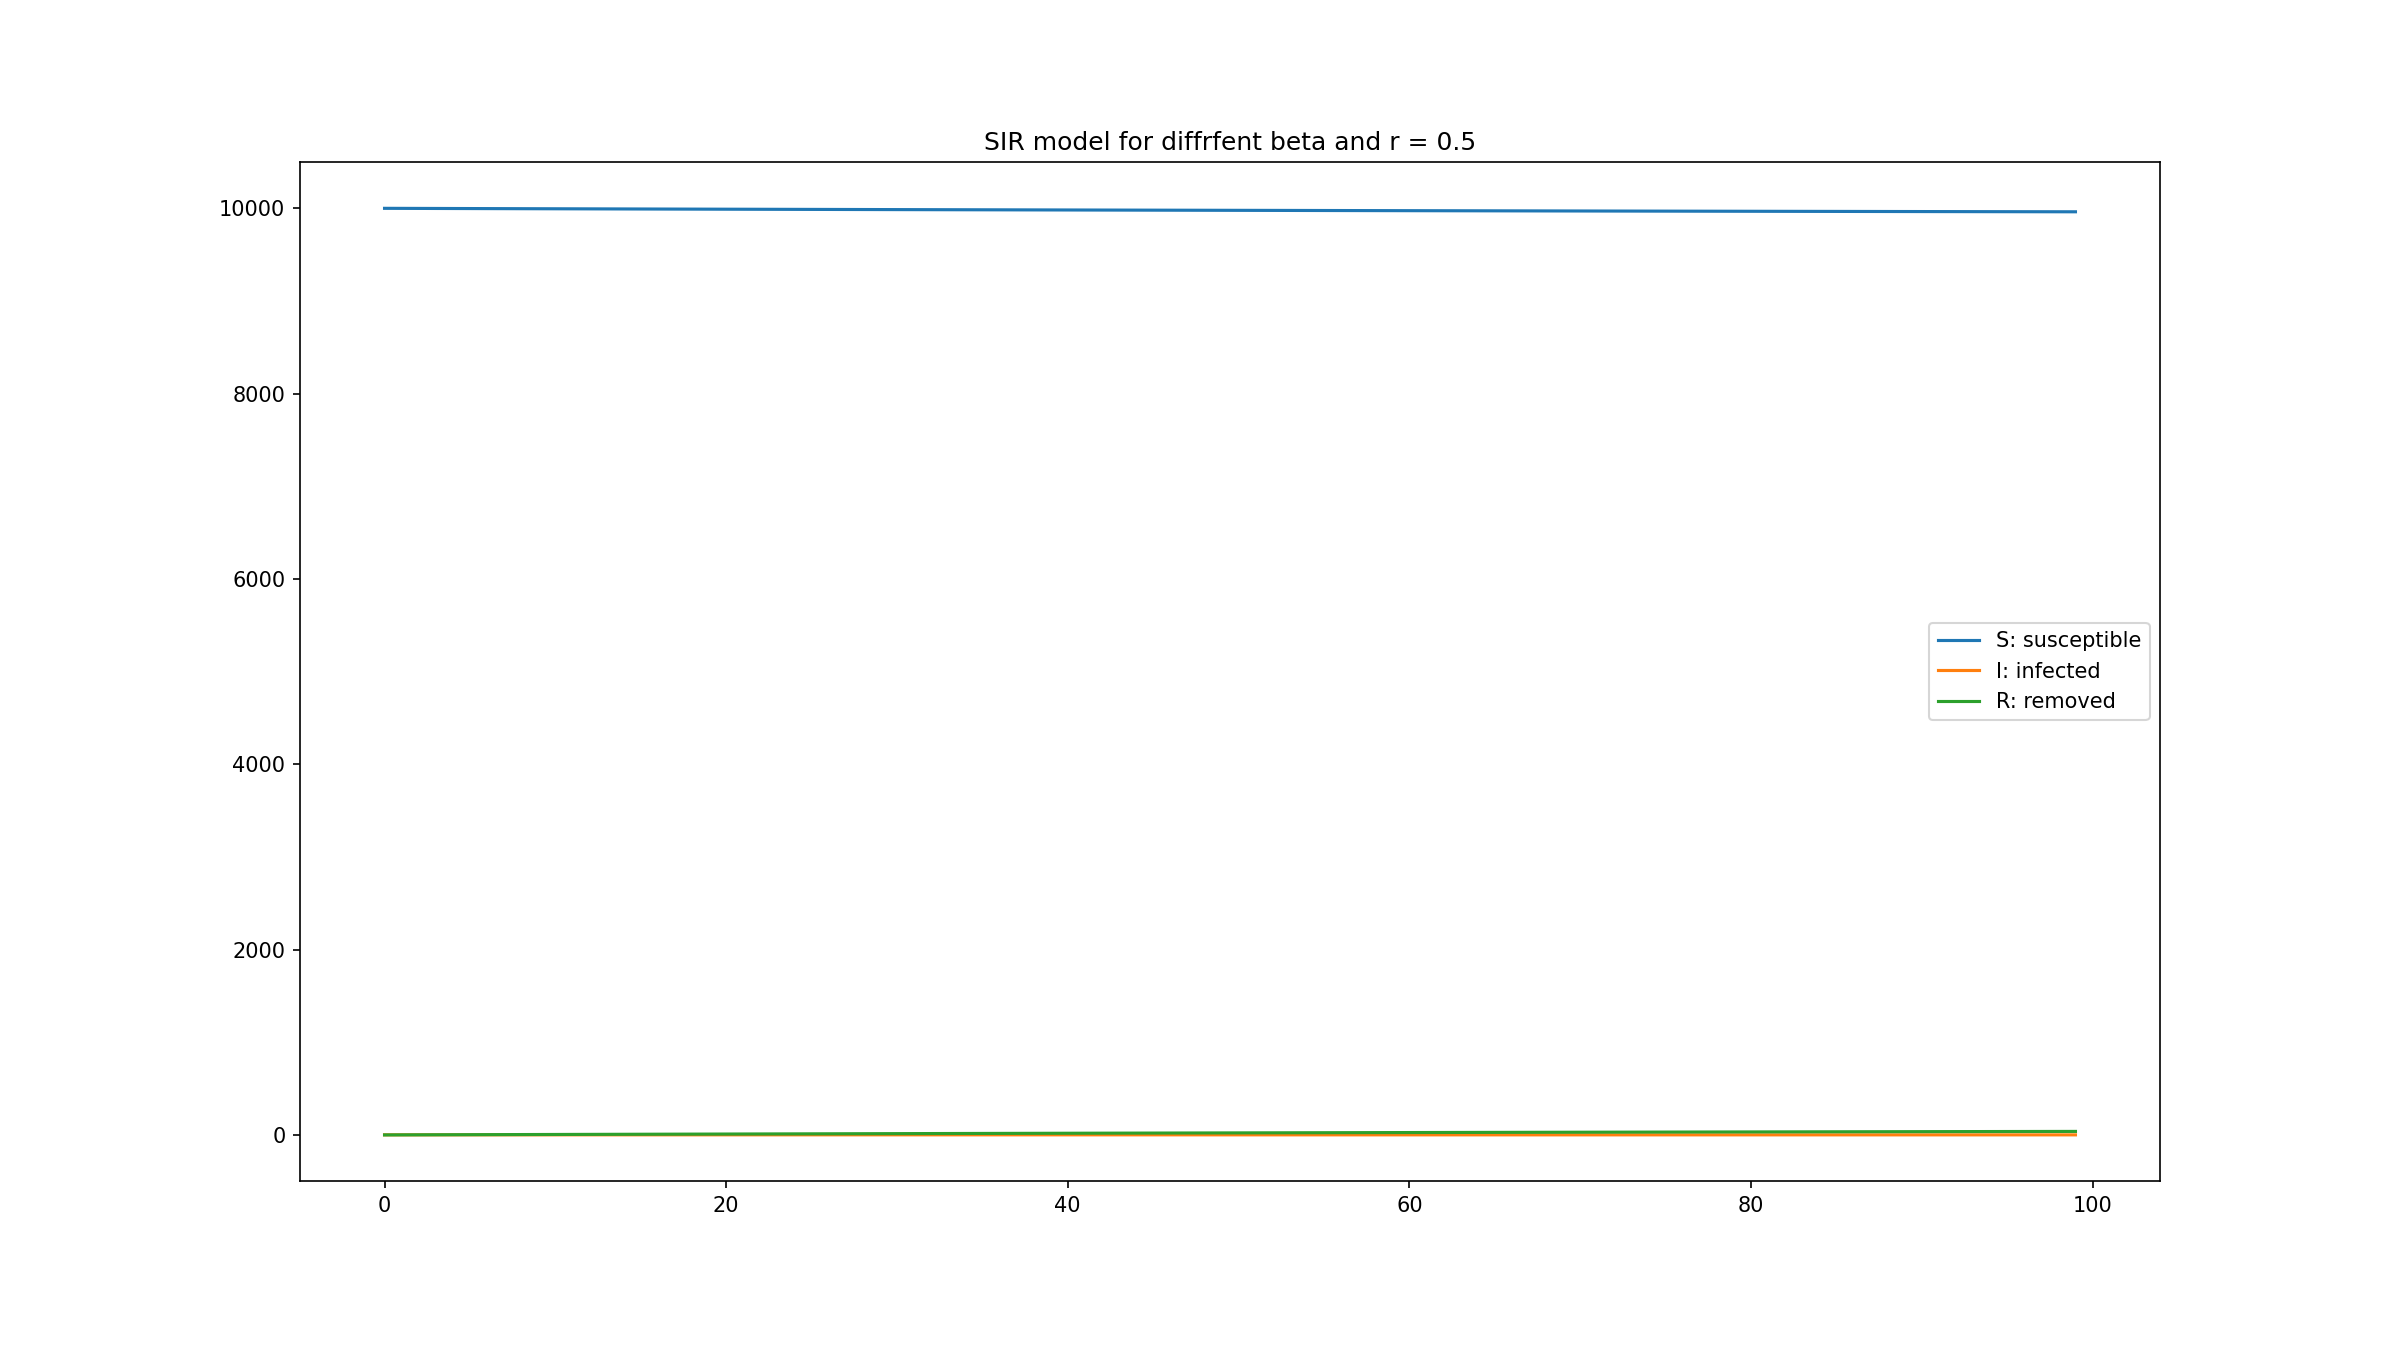 SIR model for diffrfent beta and r = 0.5
10000
8000
6000
4000
2000
0
S: susceptible
I: infected
R: removed
0 20 40 60 80 100